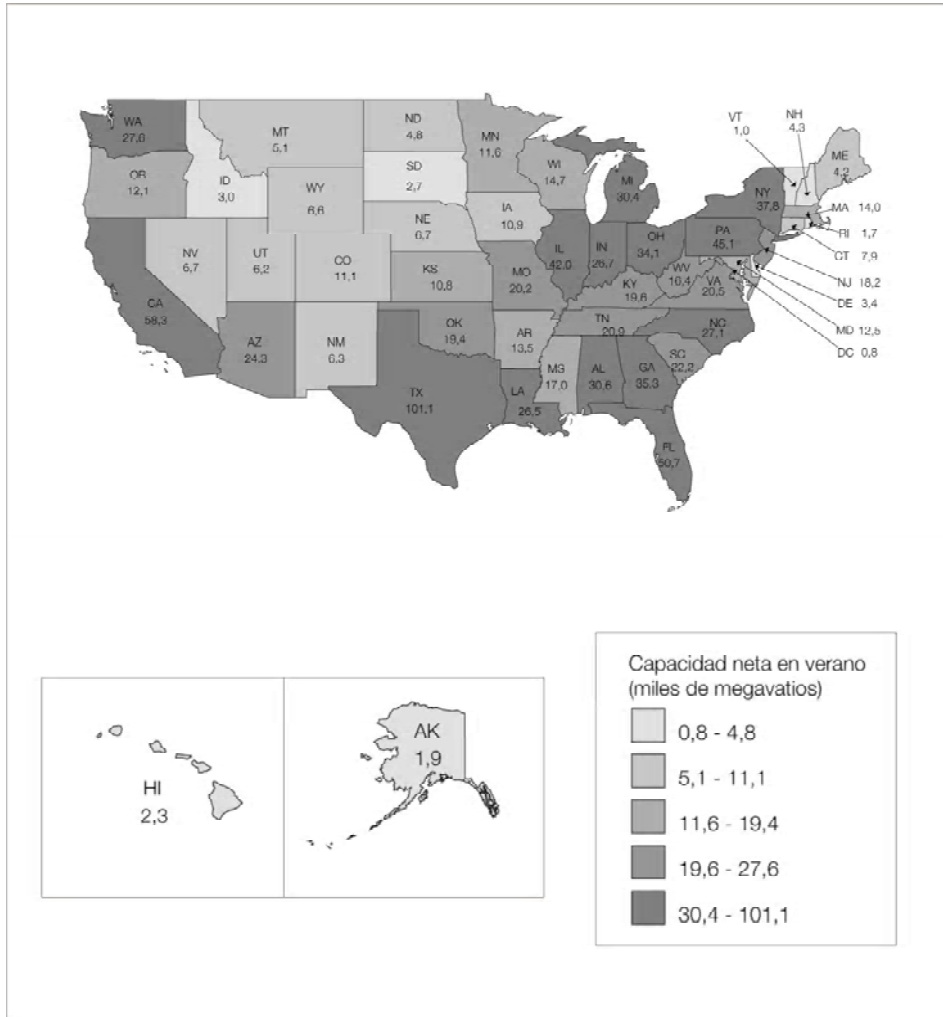 WA
27,6
MT
5,1
ND
4,8
MN
11,6
VT
1,0
NH
4,3
ME
4,2
OR
12,1
ID
3,0
SD
2,7
WI
14,7
WY
6,6
MI
30,4
NY
37,8
MA 14,0
RI 1,7
CT 7,9
NJ 18,2
DE 3,4
MD 12,5
DC 0,8
NE
6,7
IA
10,9
PA
45,1
NV
6,7
UT
6,2
CO
11,1
IL
42,0
IN
26,7
OH
34,1
KS
10,8
MO
20,2
WV
16,4
VA
20,5
KY
19,6
CA
58,3
AZ
24,3
NM
6,3
OK
19,4
AR
13,5
TN
20,9
NC
27,1
SC
22,2
MS
17,0
AL
30,6
GA
35,3
TX
101,1
LA
26,5
FL
50,7
HI
2,3
AK
1,9
Capacidad neta en verano
(miles de megavatios)
0,8 - 4,8
5,1 - 11,1
11,6 - 19,4
19,6 - 27,6
30,4 - 101,1